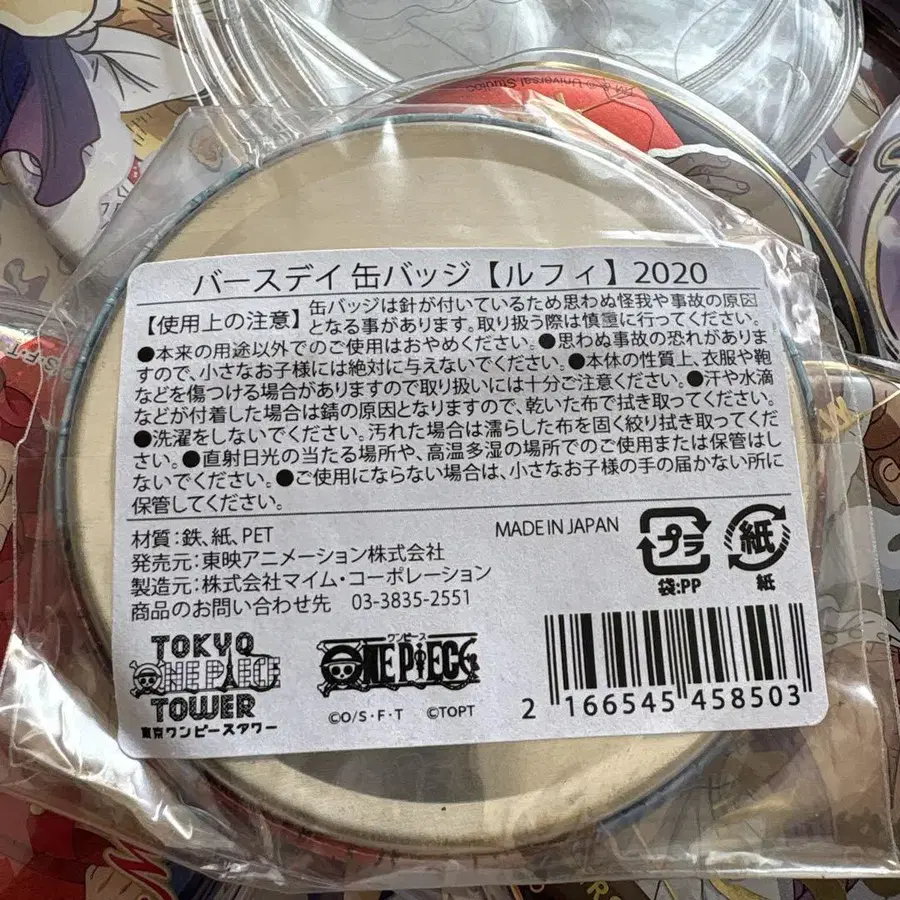 Universal Studios
バースデイ 缶バッジ【ルフィ】2020
【使用上の注意】
缶バッジは針が付いているため思わぬ怪我や事故の原因
となる事があります。取り扱う際は慎重に行ってください。
●本来の用途以外でのご使用はおやめください。●思わぬ事故の恐れがありま
すので、小さなお子様には絶対に与えないでください。●本体の性質上、衣服や鞄
などを傷つける場合がありますので取り扱いには十分ご注意ください。●汗や水滴
などが付着した場合は錆の原因となりますので、乾いた布で拭き取ってください。
●洗濯をしないでください。汚れた場合は濡らした布を固く絞り拭き取ってくだ
さい。●直射日光の当たる場所や、高温多湿の場所でのご使用または保管はし
ないでください。●ご使用にならない場合は、小さなお子様の手の届かない所に
保管してください。
材質：鉄、紙、PET
発売元：東映アニメーション株式会社
製造元：株式会社マイム・コーポレーション
商品のお問い合わせ先 03-3835-2551
MADE IN JAPAN
プラ
袋:PP
紙
紙
TOKYO
ONE PIECE
TOWER
東京ワンピースタワー
ワンピース
ONE PIECE
©O/S・F・T ©TOPT
2 166545 458503